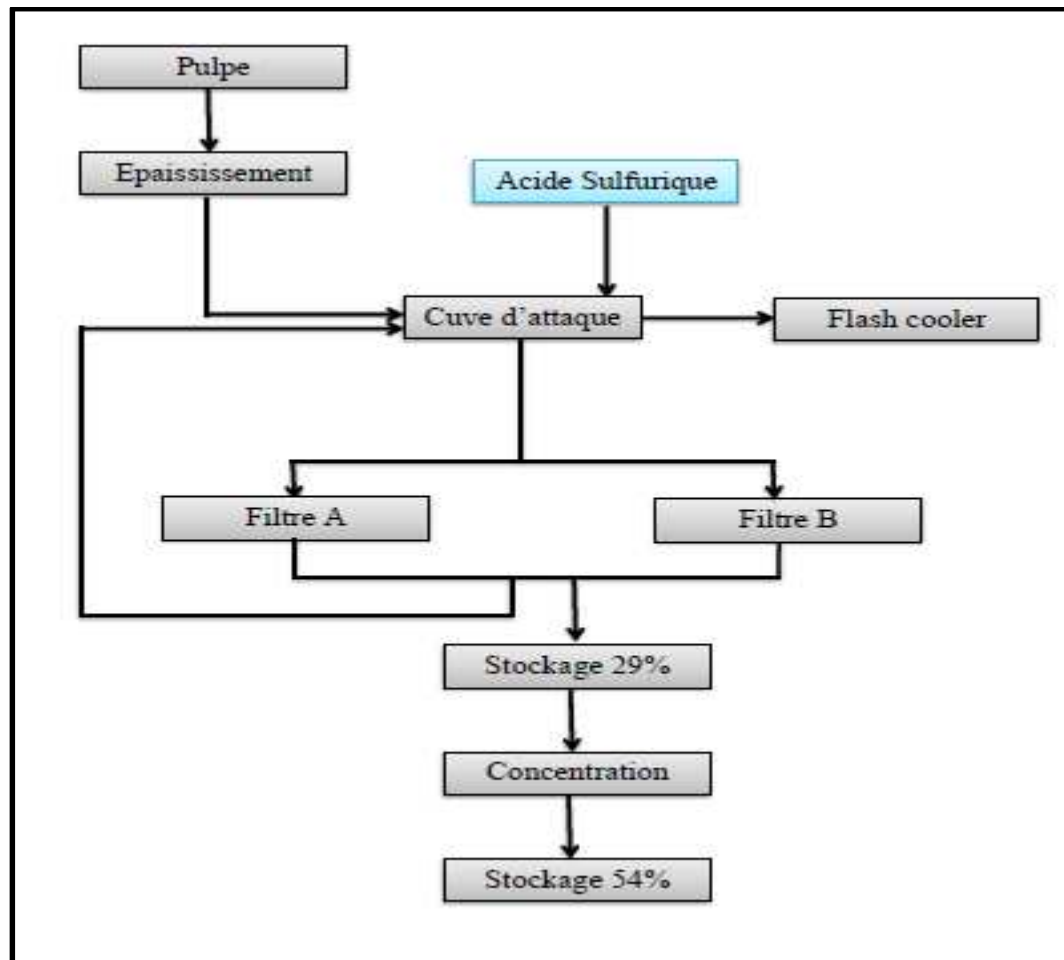 Pulpe
Epaississement
Acide Sulfurique
Cuve d'attaque
Flash cooler
Filtre A
Filtre B
Stockage 29%
Concentration
Stockage 54%